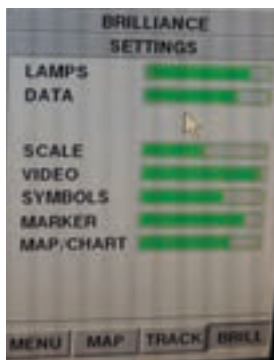 BRILLIANCE
SETTINGS
LAMPS
DATA
SCALE
VIDEO
SYMBOLS
MARKER
MAP/CHART
MENU MAP TRACK BRILL